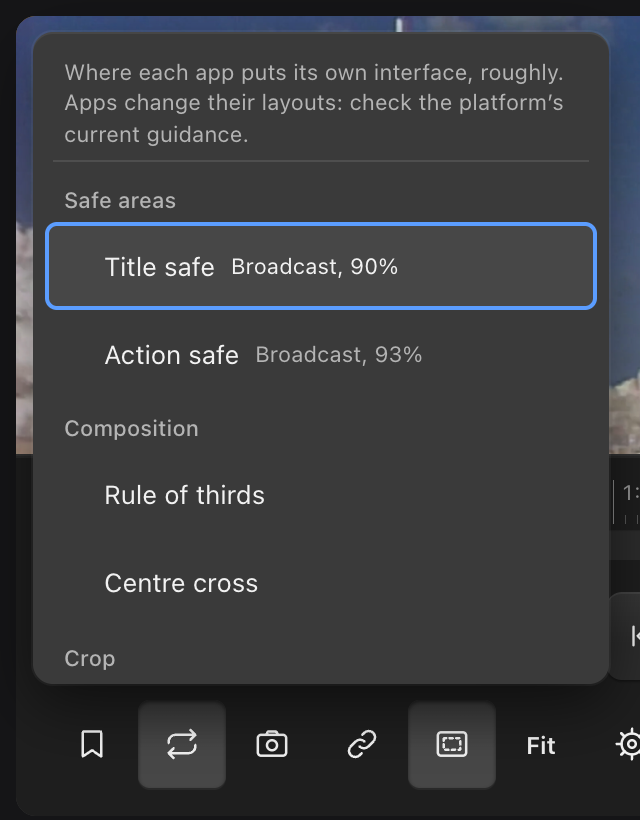 Where each app puts its own interface, roughly.
Apps change their layouts: check the platform’s
current guidance.
Safe areas
Title safe Broadcast, 90%
Action safe Broadcast, 93%
Composition
Rule of thirds
Centre cross
1:
Crop
Fit